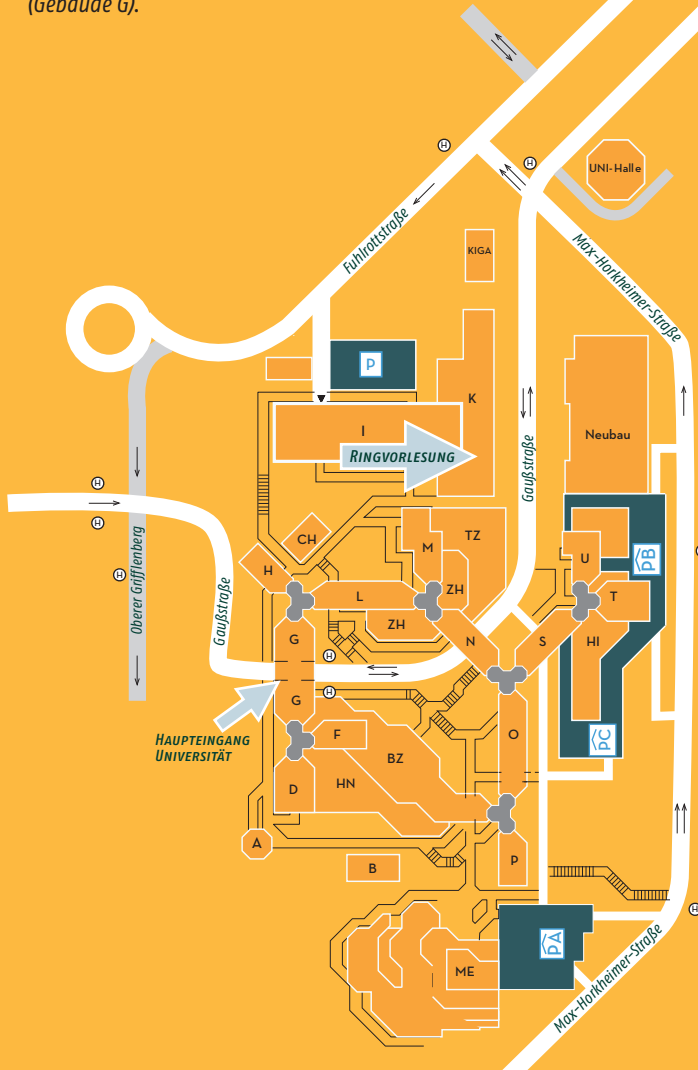 (Gebäude G).
H
H
UNI-Halle
Fuhlrottstraße
KIGA
Max-Horkheimer-Straße
P
K
I
RINGVORLESUNG
Gaußstraße
Neubau
H
H
CH
M
TZ
U
PB
H
Oberer Grifflenberg
Gaußstraße
H
L
ZH
T
G
ZH
N
S
HI
H
G
H
O
PC
HAUPTEINGANG
UNIVERSITÄT
F
BZ
D
HN
A
B
P
H
PA
ME
Max-Horkheimer-Straße